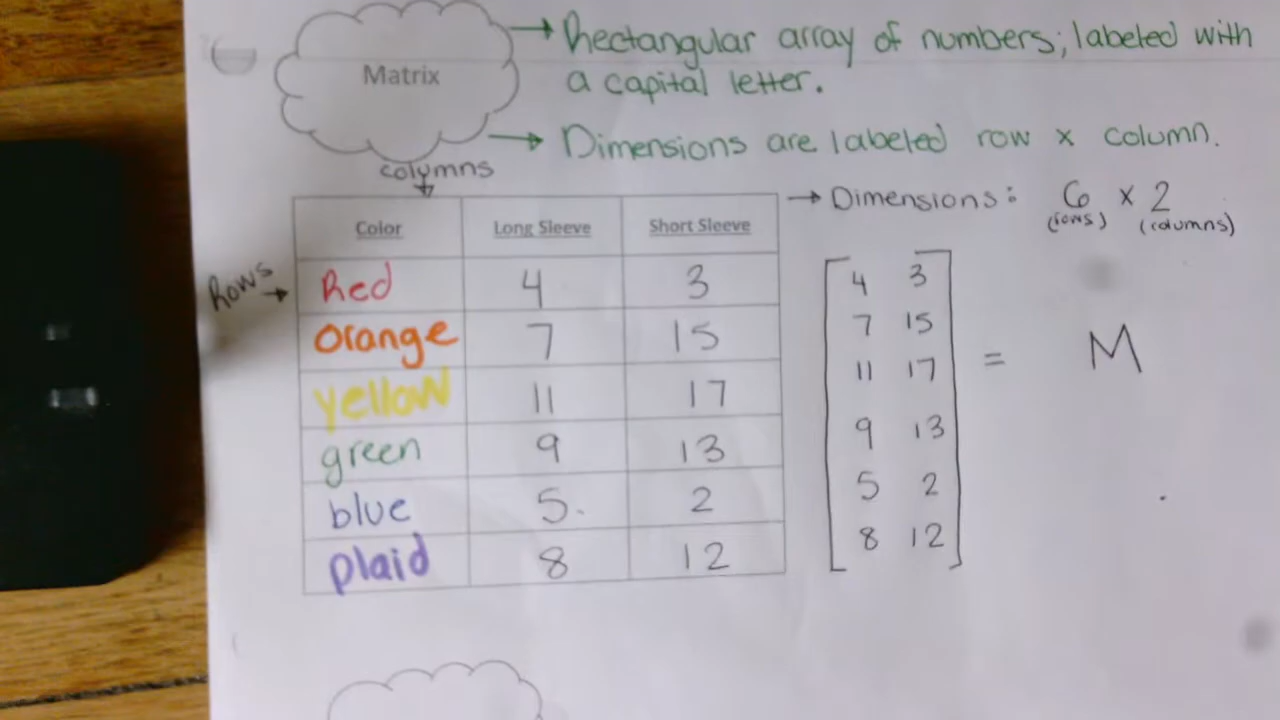 Matrix
→ Rectangular array of numbers; labeled with
a capital letter.
→ Dimensions are labeled row x column.
columns
→ Dimensions: 6 x 2
(rows) (columns)
Color Long Sleeve Short Sleeve
Rows →
Red 4 3
orange 7 15
yellow 11 17
green 9 13
blue 5. 2
plaid 8 12
4 3
7 15
11 17
9 13
5 2
8 12
= M